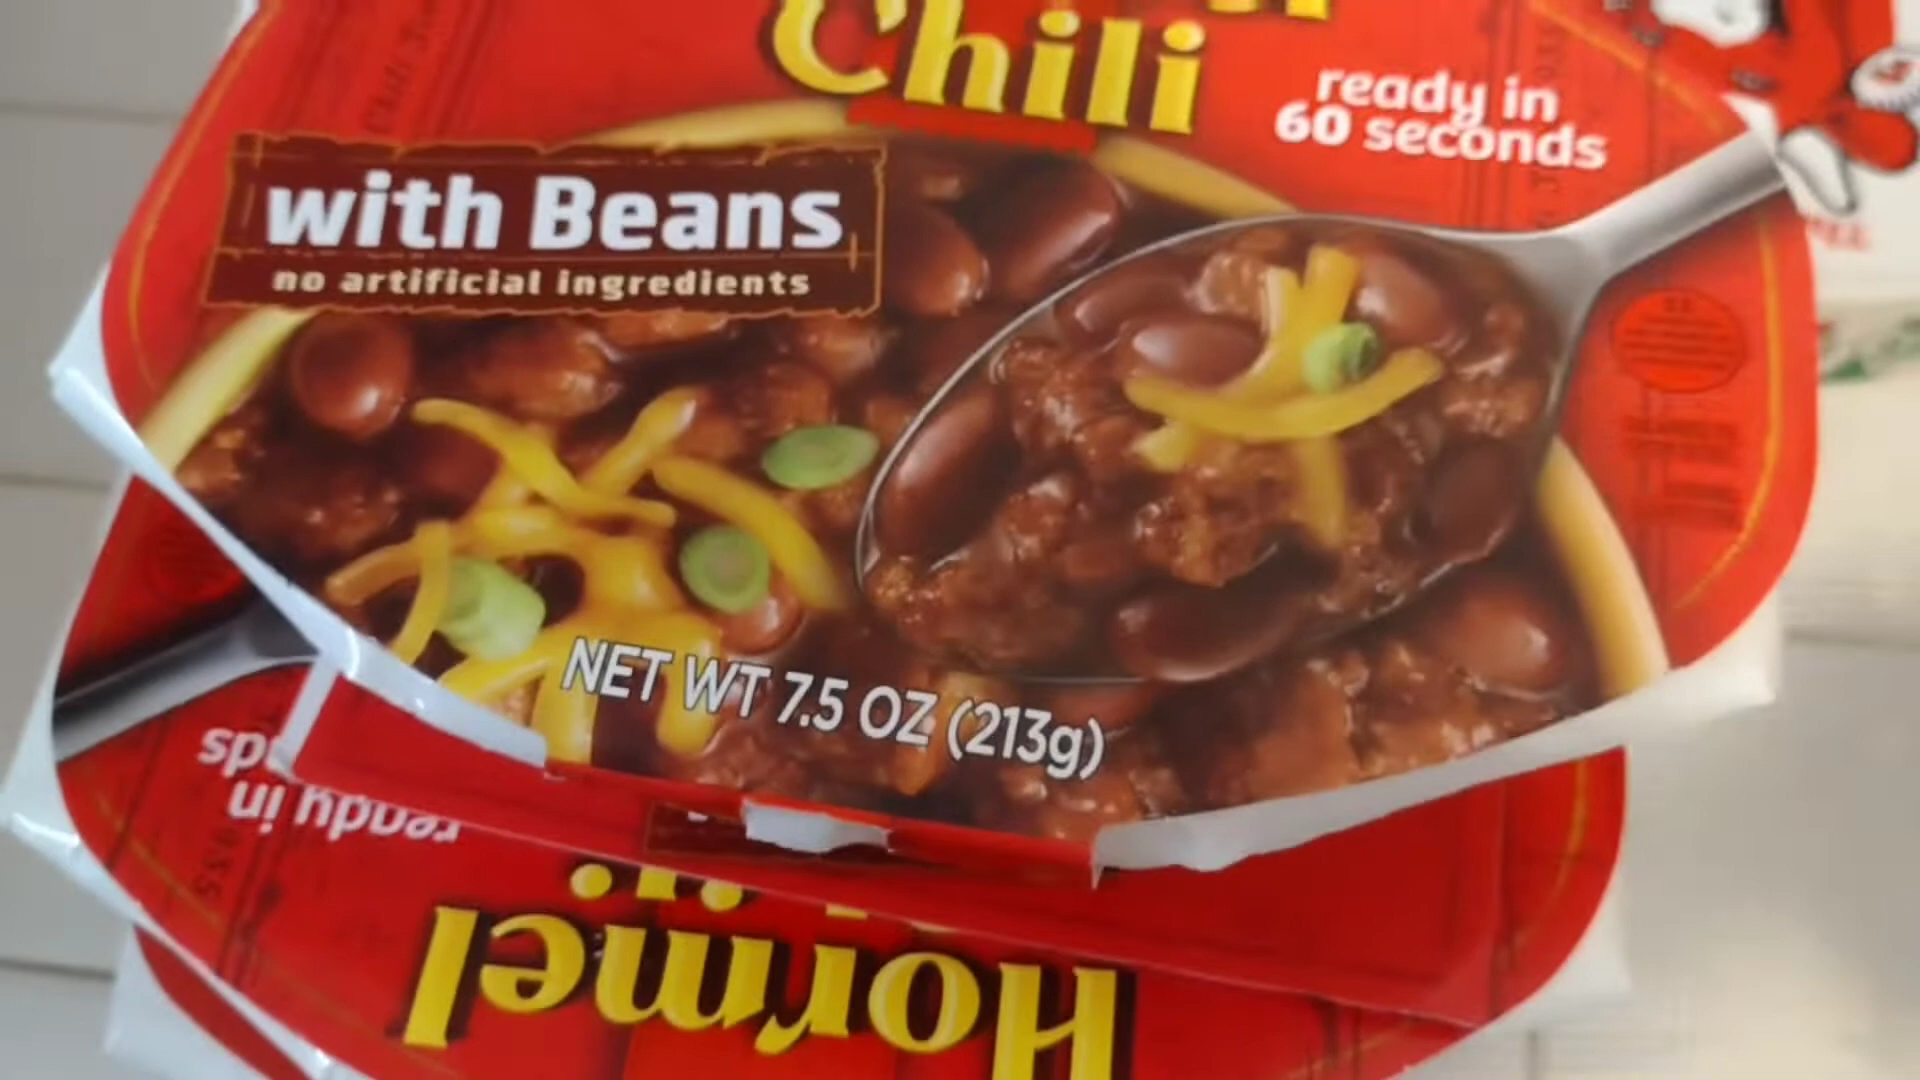 Chili
ready in
60 seconds
with Beans
no artificial ingredients
NET WT 7.5 OZ (213g)
ready in
Hormel